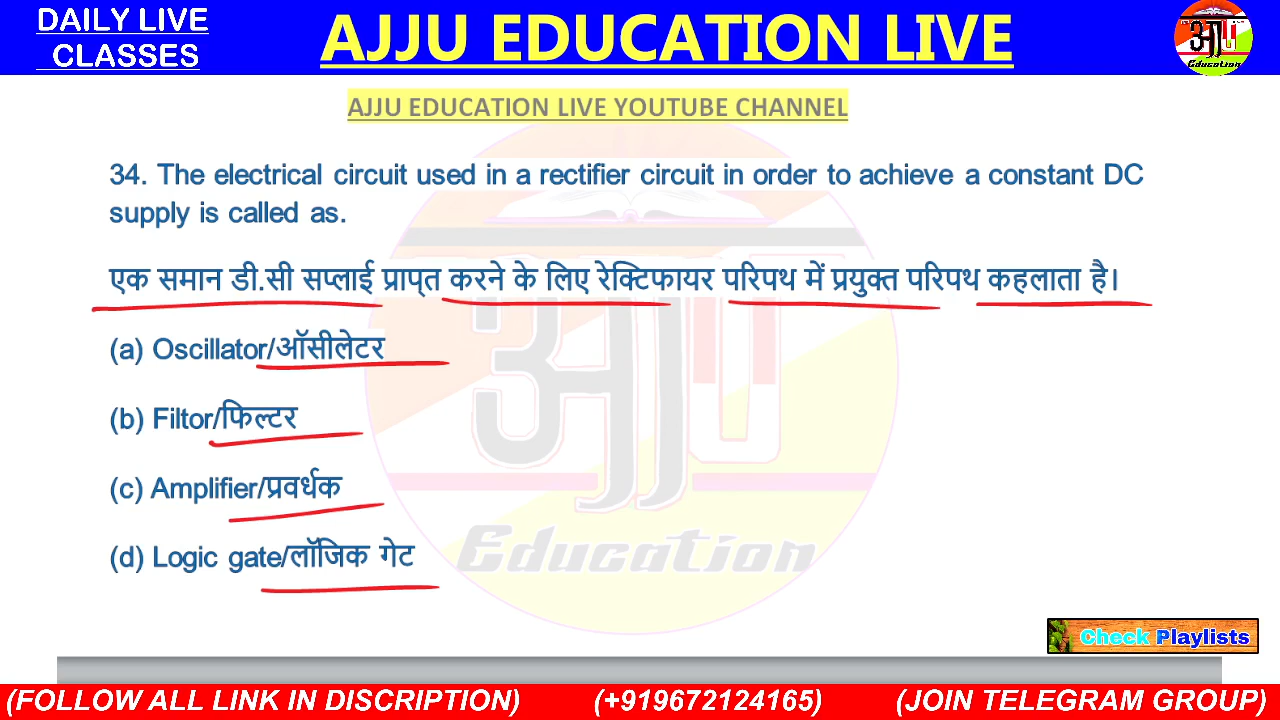 DAILY LIVE
CLASSES
AJJU EDUCATION LIVE
आपु
Education
AJJU EDUCATION LIVE YOUTUBE CHANNEL
34. The electrical circuit used in a rectifier circuit in order to achieve a constant DC
supply is called as.
एक समान डी.सी सप्लाई प्राप्त करने के लिए रेक्टिफायर परिपथ में प्रयुक्त परिपथ कहलाता है।
(a) Oscillator/ऑसीलेटर
(b) Filtor/फिल्टर
(c) Amplifier/प्रवर्धक
(d) Logic gate/लॉजिक गेट
Education
Check Playlists
(FOLLOW ALL LINK IN DISCRIPTION) (+919672124165) (JOIN TELEGRAM GROUP)